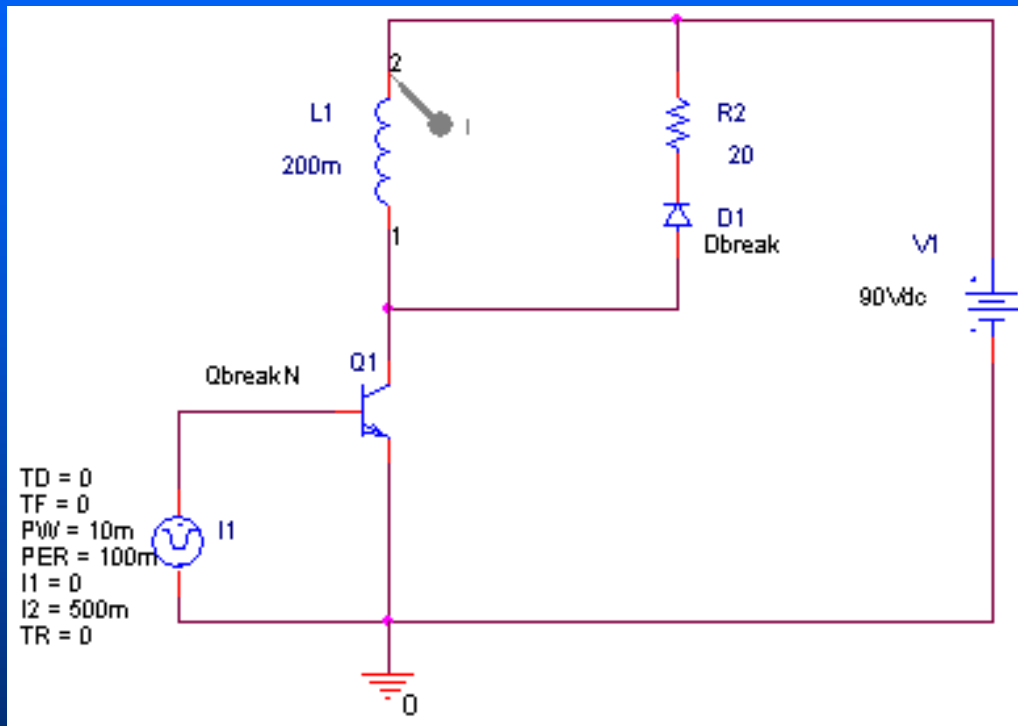 2
L1
200m
1
I
R2
20
D1
Dbreak
V1
90Vdc
Q1
QbreakN
TD = 0
TF = 0
PW = 10m
PER = 100m
I1 = 0
I2 = 500m
TR = 0
I1
0